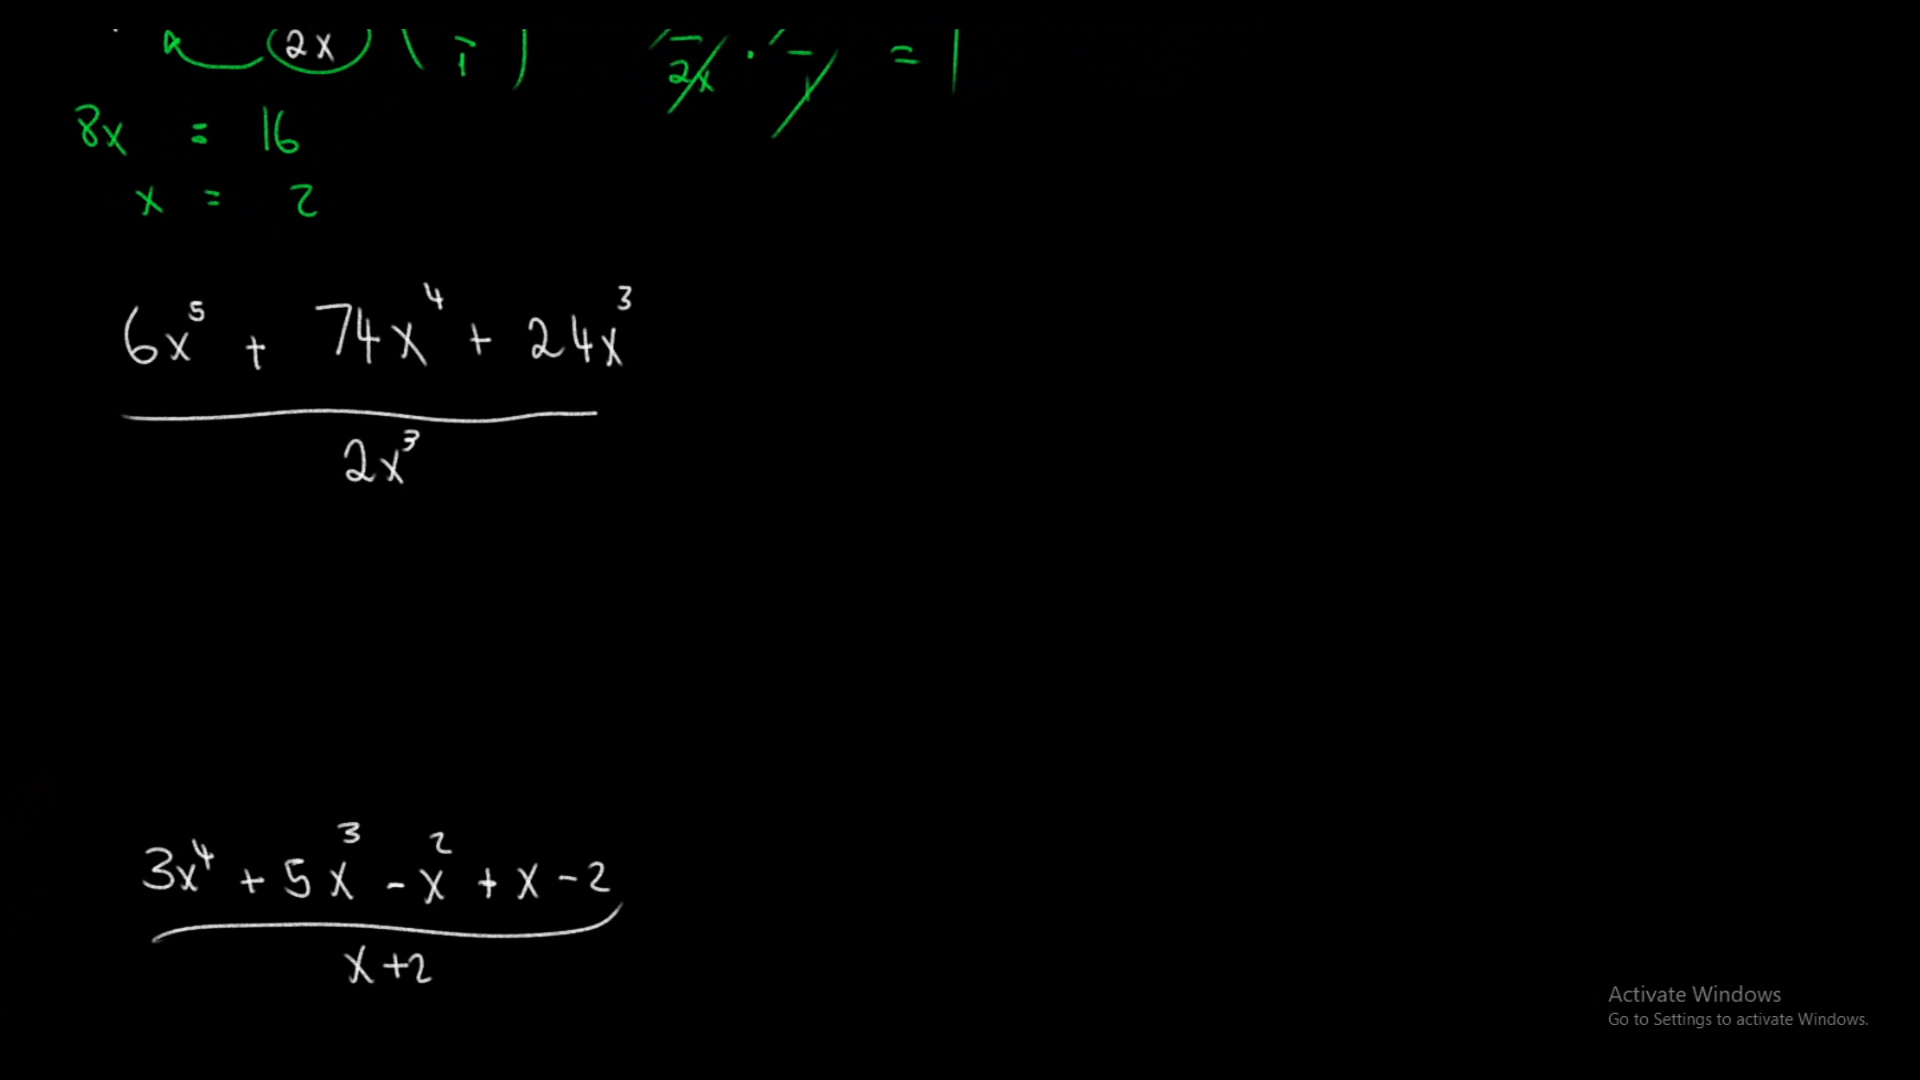 2x
= 1
8x = 16
x = 2
6x⁵ + 74x⁴ + 24x³
2x³
3x⁴ + 5x³ - x² + x - 2
x + 2
Activate Windows
Go to Settings to activate Windows.